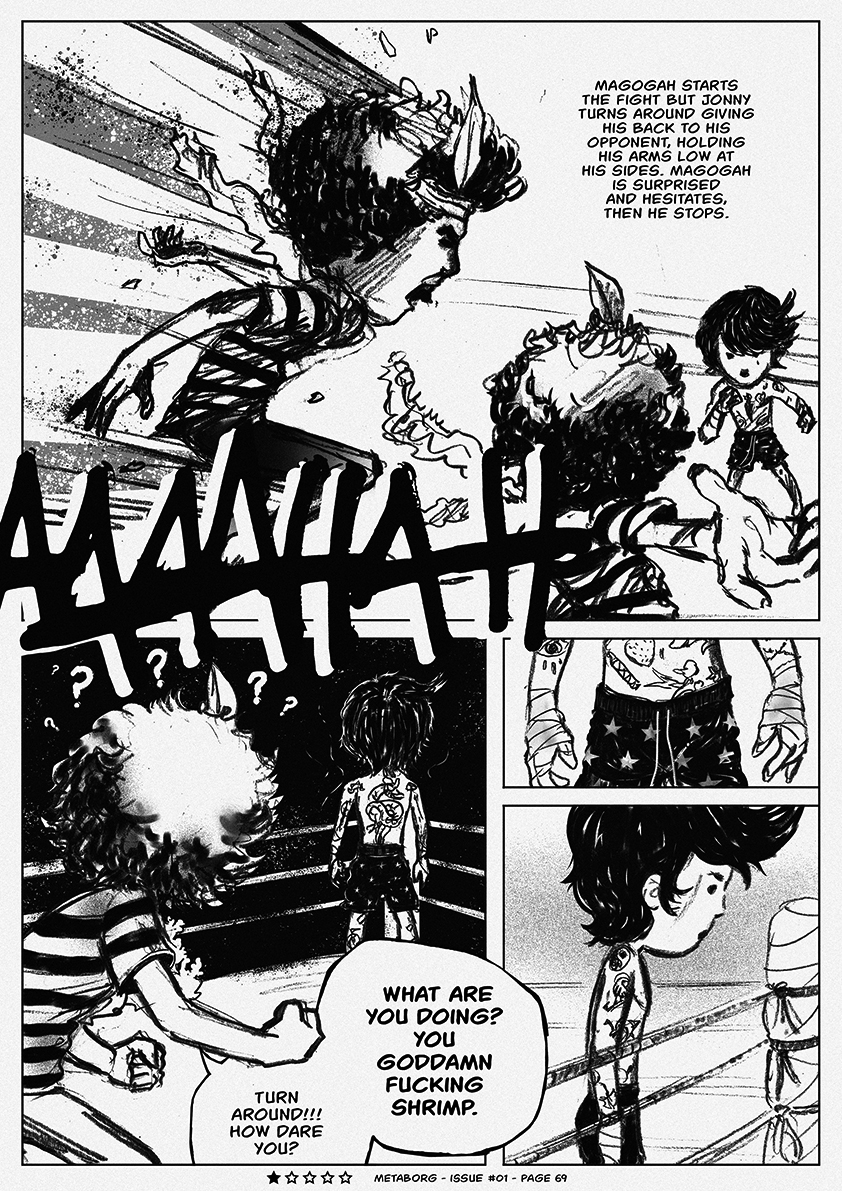 MAGOGAH STARTS
THE FIGHT BUT JONNY
TURNS AROUND GIVING
HIS BACK TO HIS
OPPONENT, HOLDING
HIS ARMS LOW AT
HIS SIDES. MAGOGAH
IS SURPRISED
AND HESITATES,
THEN HE STOPS.
? ? ? ? ? ?
WHAT ARE
YOU DOING?
YOU
GODDAMN
FUCKING
SHRIMP.
TURN
AROUND!!!
HOW DARE
YOU?
METABORG - ISSUE #01 - PAGE 69